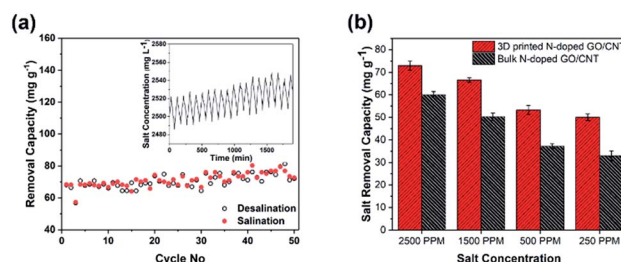 (a)
160
140
120
100
80
60
40
Removal Capacity (mg g⁻¹)
0
10
20
30
40
50
Cycle No
2580
2560
2540
2520
2500
2480
Salt Concentration (mg L⁻¹)
0
500
1000
1500
Time (min)
Desalination
Salination
(b)
80
70
60
50
40
30
20
10
0
Salt Removal Capacity (mg g⁻¹)
3D printed N-doped GO/CNT
Bulk N-doped GO/CNT
2500 PPM
1500 PPM
500 PPM
250 PPM
Salt Concentration